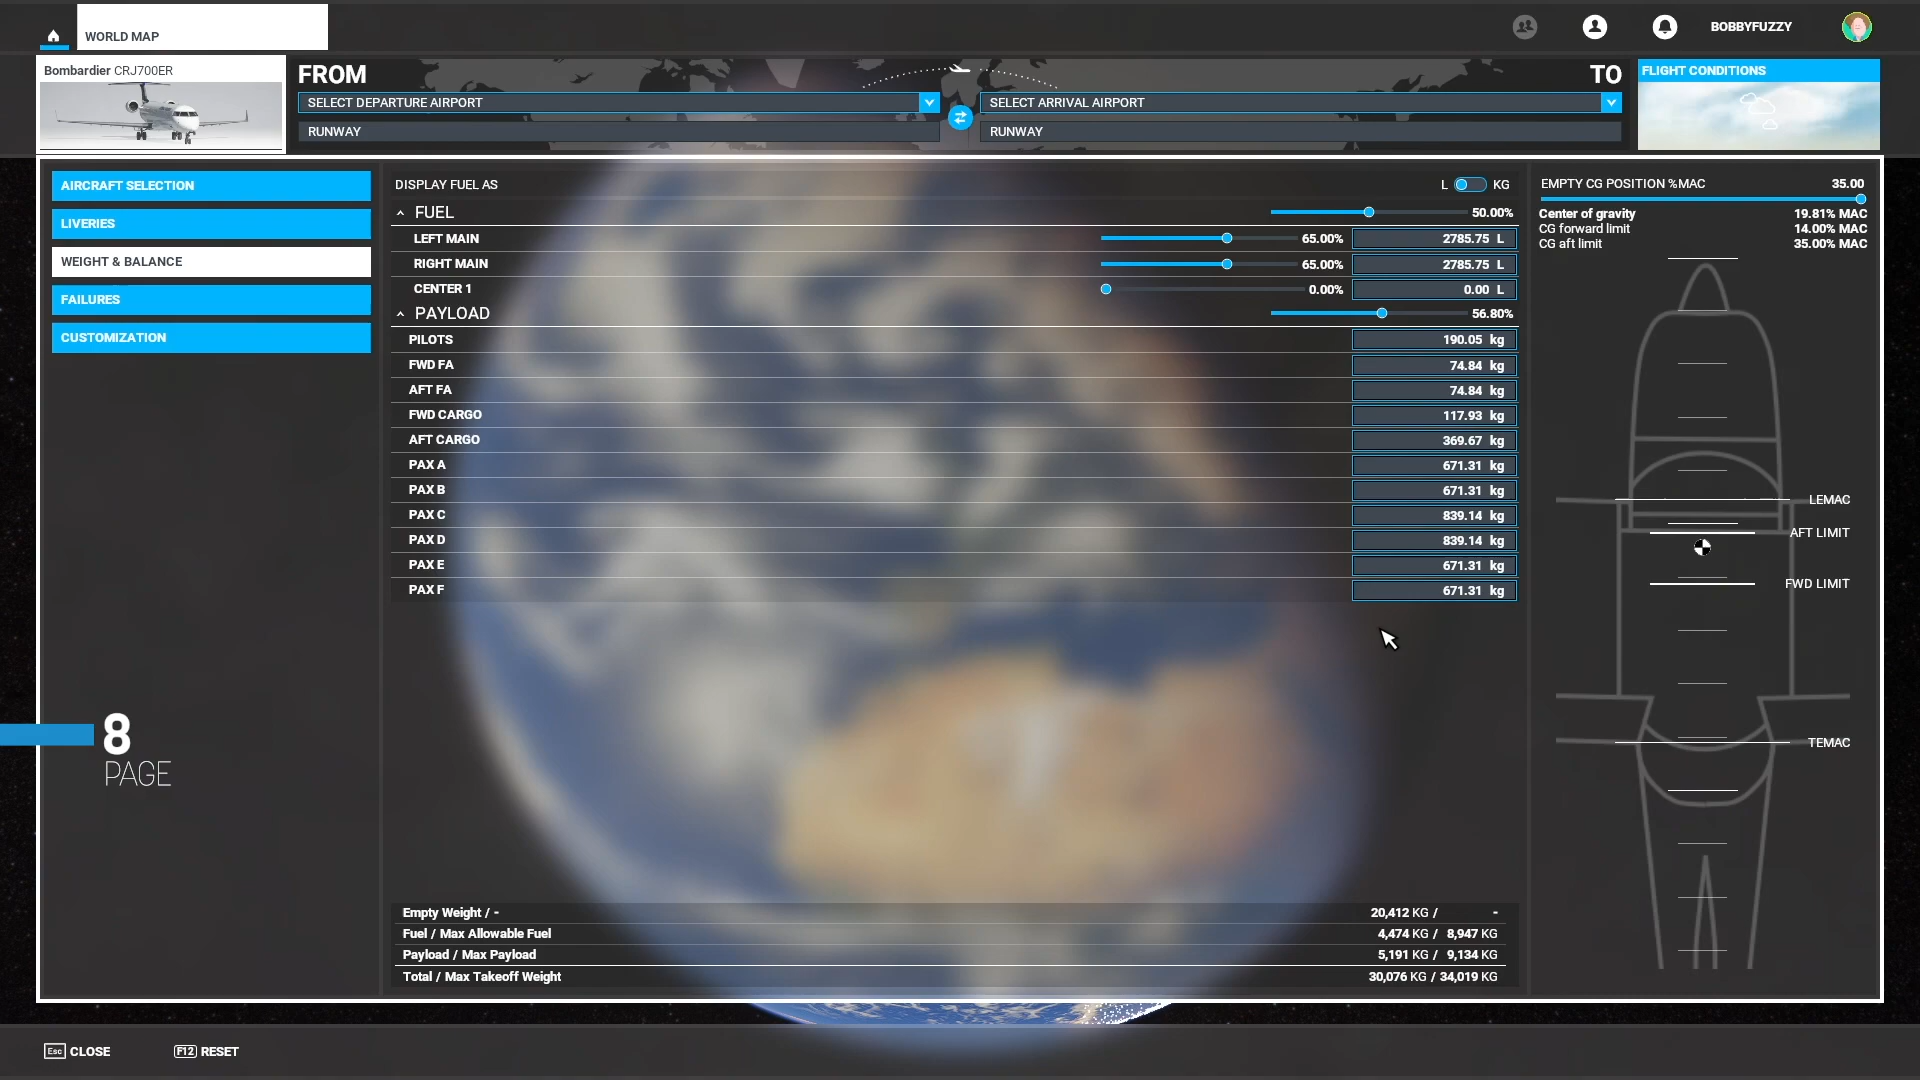 WORLD MAP
BOBBYFUZZY
Bombardier CRJ700ER
FROM
SELECT DEPARTURE AIRPORT
RUNWAY
TO
SELECT ARRIVAL AIRPORT
RUNWAY
FLIGHT CONDITIONS
AIRCRAFT SELECTION
LIVERIES
WEIGHT & BALANCE
FAILURES
CUSTOMIZATION
8
PAGE
DISPLAY FUEL AS L KG
FUEL 50.00%
LEFT MAIN 65.00% 2785.75 L
RIGHT MAIN 65.00% 2785.75 L
CENTER 1 0.00% 0.00 L
PAYLOAD 56.80%
PILOTS 190.05 kg
FWD FA 74.84 kg
AFT FA 74.84 kg
FWD CARGO 117.93 kg
AFT CARGO 369.67 kg
PAX A 671.31 kg
PAX B 671.31 kg
PAX C 839.14 kg
PAX D 839.14 kg
PAX E 671.31 kg
PAX F 671.31 kg
Empty Weight / - 20,412 KG / -
Fuel / Max Allowable Fuel 4,474 KG / 8,947 KG
Payload / Max Payload 5,191 KG / 9,134 KG
Total / Max Takeoff Weight 30,076 KG / 34,019 KG
EMPTY CG POSITION %MAC 35.00
Center of gravity 19.81% MAC
CG forward limit 14.00% MAC
CG aft limit 35.00% MAC
LEMAC
AFT LIMIT
FWD LIMIT
TEMAC
Esc CLOSE
F12 RESET